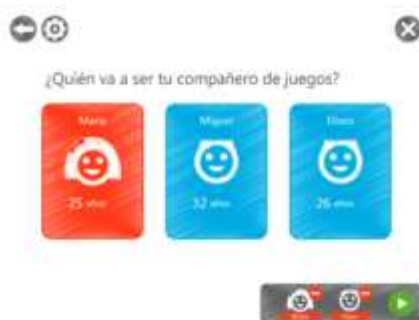 ¿Quién va a ser tu compañero de juegos?
María Miguel
25 años 32 años 26 años